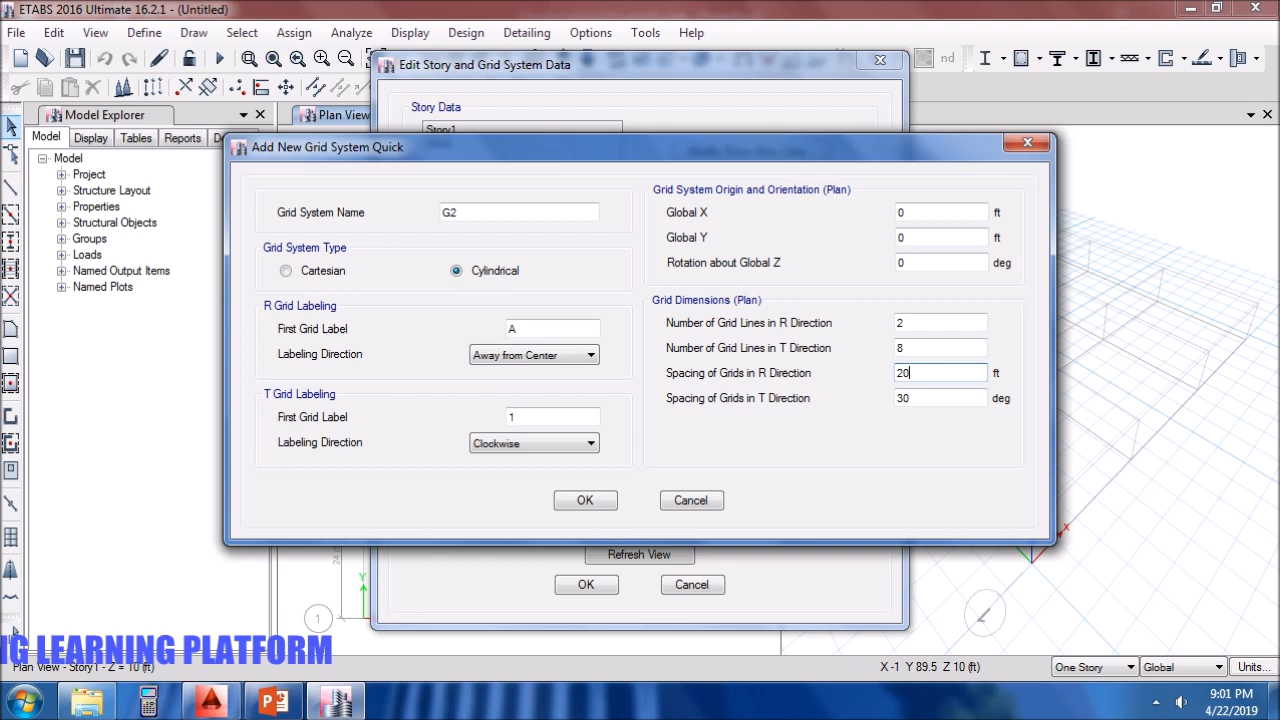 ETABS 2016 Ultimate 16.2.1 - (Untitled)
File Edit View Define Draw Select Assign Analyze Display Design Detailing Options Tools Help
nd
Edit Story and Grid System Data
Model Explorer
Plan View
Story Data
Story1
Model Display Tables Reports
Model
Project
Structure Layout
Properties
Structural Objects
Groups
Loads
Named Output Items
Named Plots
Add New Grid System Quick
Grid System Name G2
Grid System Type
Cartesian Cylindrical
R Grid Labeling
First Grid Label A
Labeling Direction Away from Center
T Grid Labeling
First Grid Label 1
Labeling Direction Clockwise
Grid System Origin and Orientation (Plan)
Global X 0 ft
Global Y 0 ft
Rotation about Global Z 0 deg
Grid Dimensions (Plan)
Number of Grid Lines in R Direction 2
Number of Grid Lines in T Direction 8
Spacing of Grids in R Direction 20 ft
Spacing of Grids in T Direction 30 deg
OK Cancel
Refresh View
OK Cancel
X
Y
1
NG LEARNING PLATFORM
Plan View - Story1 - Z = 10 (ft)
X -1 Y 89.5 Z 10 (ft)
One Story Global Units...
9:01 PM
4/22/2019